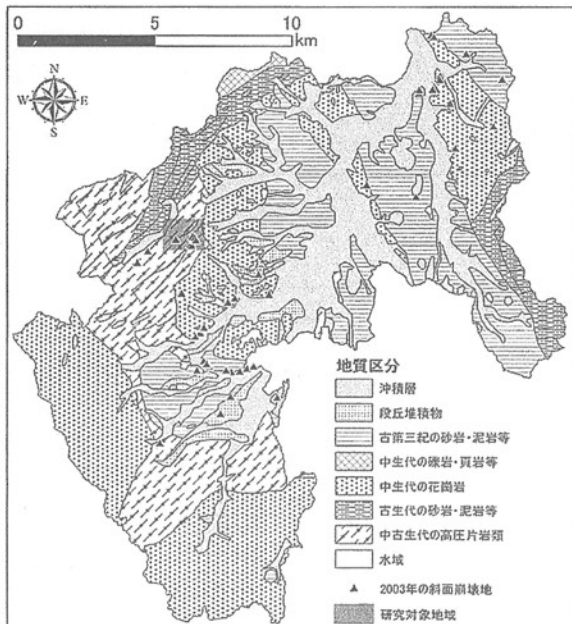 0 5 10
km
N
W E
S
地質区分
沖積層
段丘堆積物
古第三紀の砂岩・泥岩等
中生代の礫岩・頁岩等
中生代の花崗岩
古生代の砂岩・泥岩等
中古生代の高圧片岩類
水域
2003年の斜面崩壊地
研究対象地域